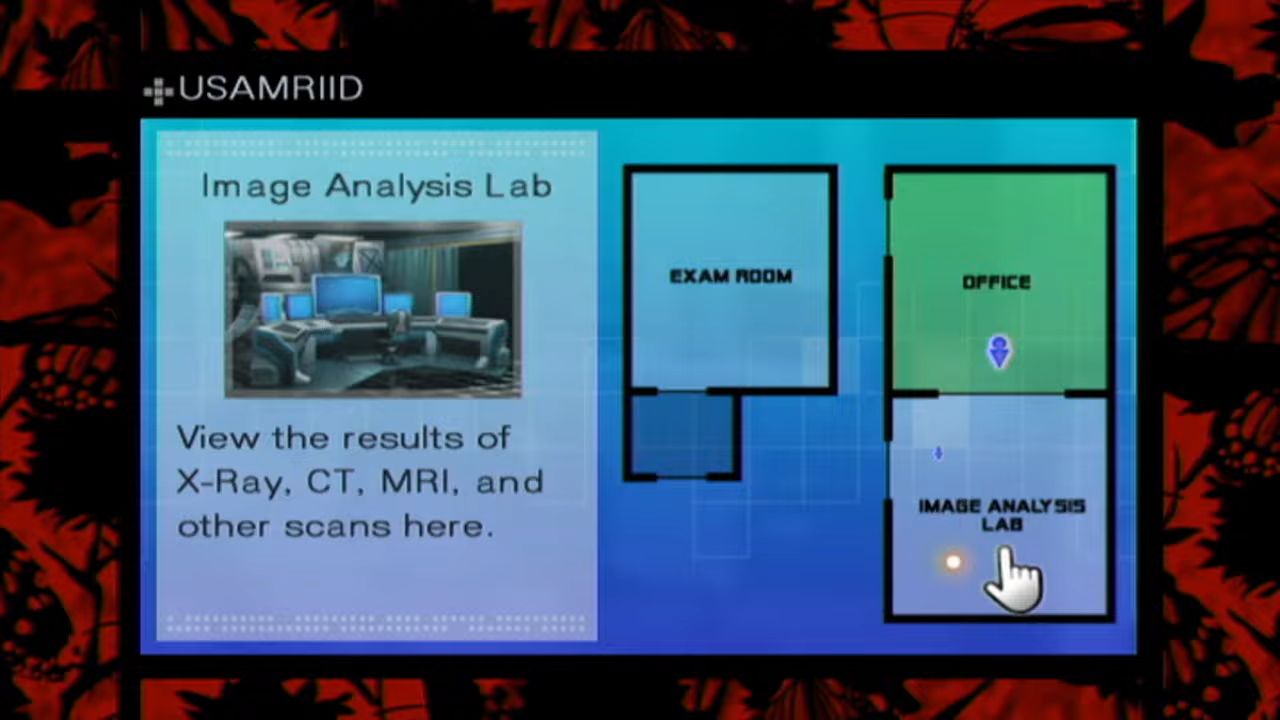 USAMRIID
Image Analysis Lab
View the results of
X-Ray, CT, MRI, and
other scans here.
EXAM ROOM
OFFICE
IMAGE ANALYSIS
LAB